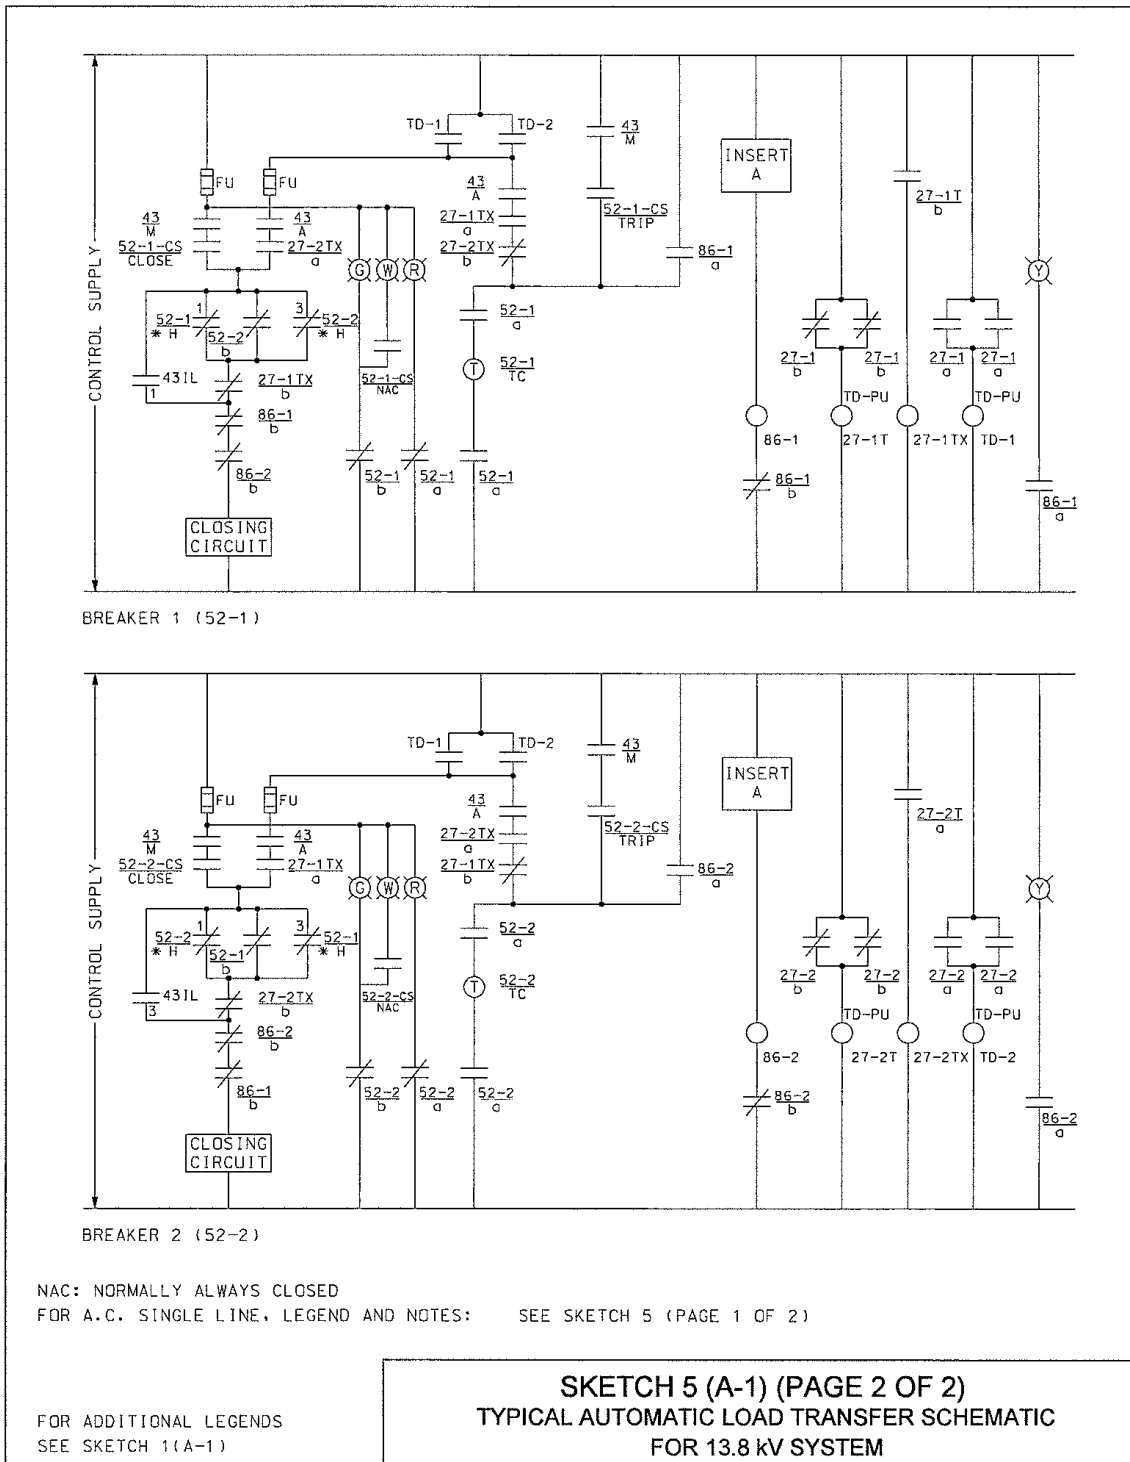 TD-1 TD-2
43
M
INSERT
A
27-1T
b
FU FU
43
A
43
M
52-1-CS
CLOSE
43
A
27-2TX
a
27-1TX
a
27-2TX
b
52-1-CS
TRIP
86-1
a
CONTROL SUPPLY
G W R
Y
1
52-1
* H
52-2
b
3
52-2
* H
52-1
a
43IL
1
27-1TX
b
52-1-CS
NAC
T
52-1
TC
27-1
b
27-1
b
27-1
a
27-1
a
TD-PU
TD-PU
86-1
b
86-1
27-1T
27-1TX
TD-1
86-2
b
52-1
b
52-1
a
52-1
a
86-1
b
86-1
a
CLOSING
CIRCUIT
BREAKER 1 (52-1)
TD-1 TD-2
43
M
INSERT
A
27-2T
a
FU FU
43
A
43
M
52-2-CS
CLOSE
43
A
27-1TX
a
27-2TX
a
27-1TX
b
52-2-CS
TRIP
86-2
a
CONTROL SUPPLY
G W R
Y
1
52-2
* H
52-1
b
3
52-1
* H
52-2
a
43IL
3
27-2TX
b
52-2-CS
NAC
T
52-2
TC
27-2
b
27-2
b
27-2
a
27-2
a
TD-PU
TD-PU
86-2
b
86-2
27-2T
27-2TX
TD-2
86-1
b
52-2
b
52-2
a
52-2
a
86-2
b
86-2
a
CLOSING
CIRCUIT
BREAKER 2 (52-2)
NAC: NORMALLY ALWAYS CLOSED
FOR A.C. SINGLE LINE, LEGEND AND NOTES: SEE SKETCH 5 (PAGE 1 OF 2)
FOR ADDITIONAL LEGENDS
SEE SKETCH 1(A-1)
SKETCH 5 (A-1) (PAGE 2 OF 2)
TYPICAL AUTOMATIC LOAD TRANSFER SCHEMATIC
FOR 13.8 kV SYSTEM